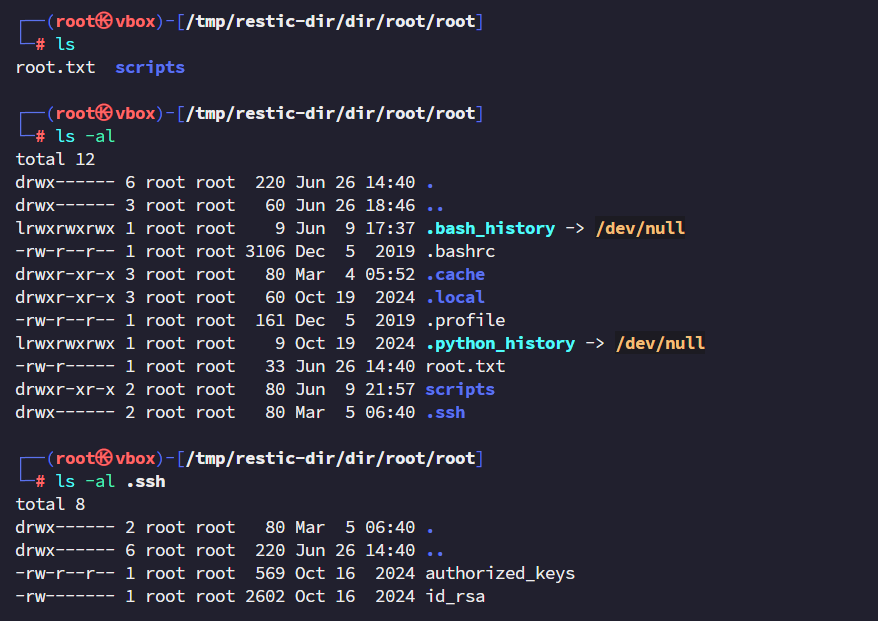 ┌──(root㉿vbox)-[/tmp/restic-dir/dir/root/root]
└─# ls
root.txt  scripts

┌──(root㉿vbox)-[/tmp/restic-dir/dir/root/root]
└─# ls -al
total 12
drwx------ 6 root root  220 Jun 26 14:40 .
drwx------ 3 root root   60 Jun 26 18:46 ..
lrwxrwxrwx 1 root root    9 Jun  9 17:37 .bash_history -> /dev/null
-rw-r--r-- 1 root root 3106 Dec  5  2019 .bashrc
drwxr-xr-x 3 root root   80 Mar  4 05:52 .cache
drwxr-xr-x 3 root root   60 Oct 19  2024 .local
-rw-r--r-- 1 root root  161 Dec  5  2019 .profile
lrwxrwxrwx 1 root root    9 Oct 19  2024 .python_history -> /dev/null
-rw-r----- 1 root root   33 Jun 26 14:40 root.txt
drwxr-xr-x 2 root root   80 Jun  9 21:57 scripts
drwx------ 2 root root   80 Mar  5 06:40 .ssh

┌──(root㉿vbox)-[/tmp/restic-dir/dir/root/root]
└─# ls -al .ssh
total 8
drwx------ 2 root root   80 Mar  5 06:40 .
drwx------ 6 root root  220 Jun 26 14:40 ..
-rw-r--r-- 1 root root  569 Oct 16  2024 authorized_keys
-rw------- 1 root root 2602 Oct 16  2024 id_rsa